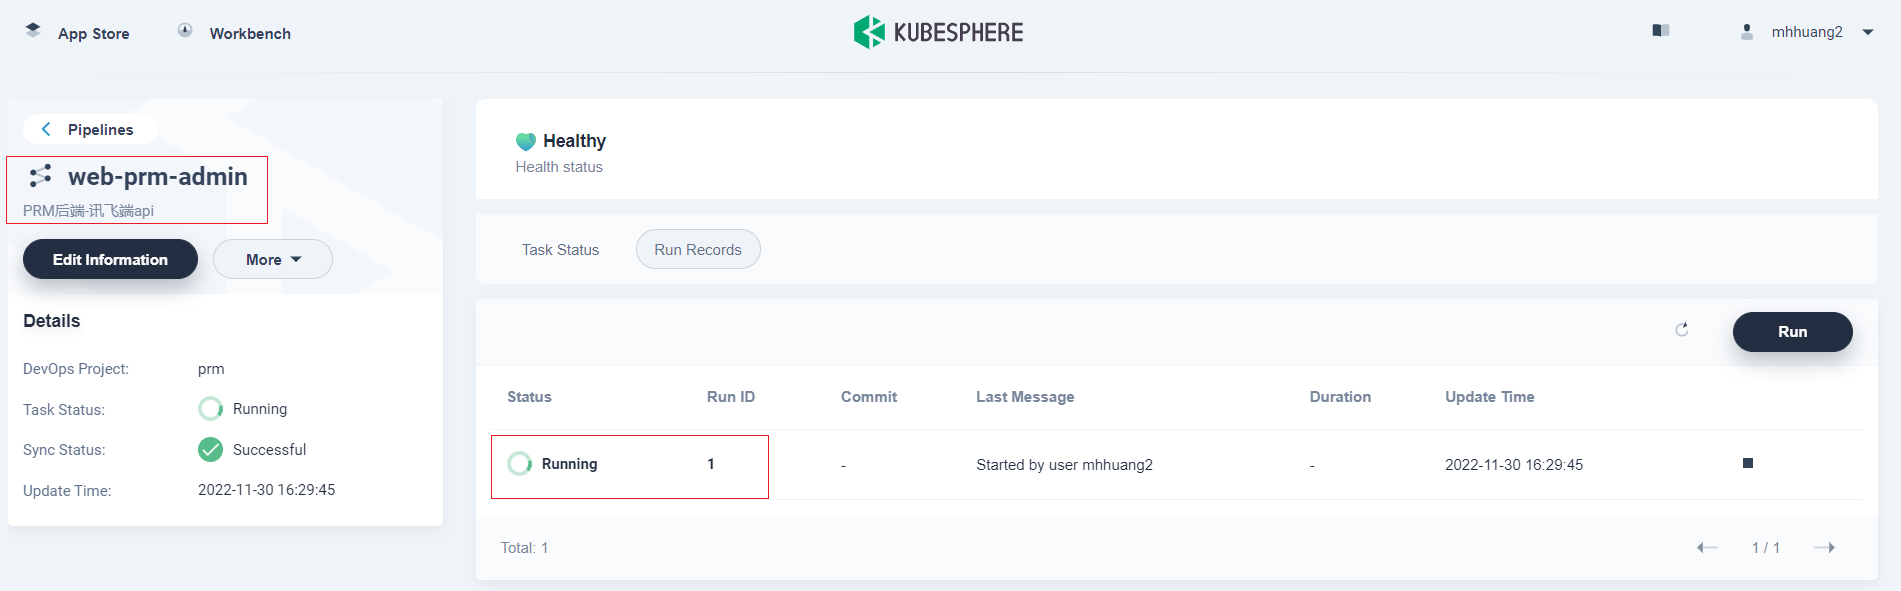 App Store
Workbench
KUBESPHERE
mhhuang2
Pipelines
web-prm-admin
PRM后端-讯飞端api
Edit Information
More
Details
DevOps Project: prm
Task Status: Running
Sync Status: Successful
Update Time: 2022-11-30 16:29:45
Healthy
Health status
Task Status
Run Records
Run
Status Run ID Commit Last Message Duration Update Time
Running 1 - Started by user mhhuang2 - 2022-11-30 16:29:45
Total: 1
1 / 1